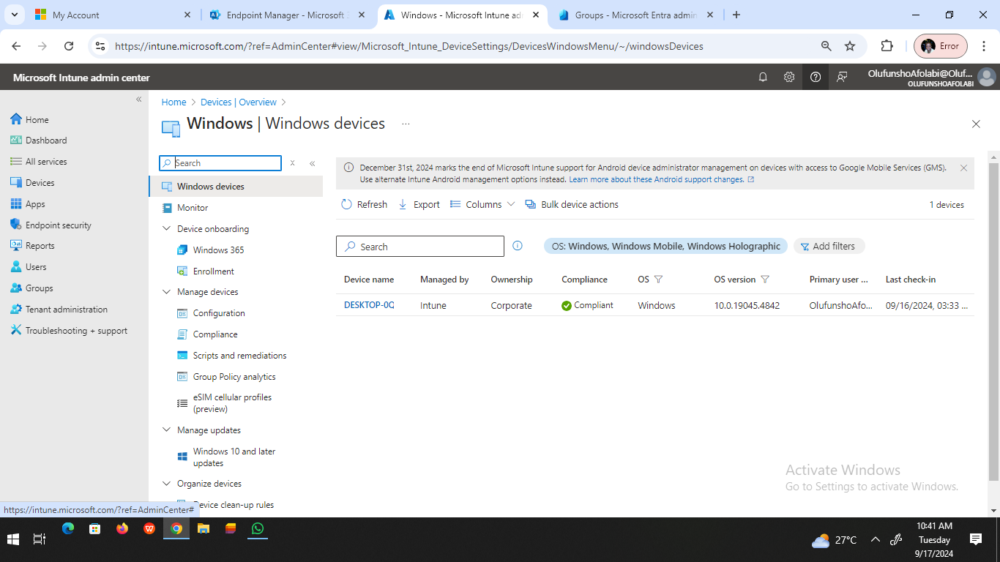 My Account
Endpoint Manager - Microsoft
Windows - Microsoft Intune ad
Groups - Microsoft Entra admin
https://intune.microsoft.com/?ref=AdminCenter#view/Microsoft_Intune_DeviceSettings/DevicesWindowsMenu/~/windowsDevices
Error
Microsoft Intune admin center
OlufunshoAfolabi@Oluf...
OLUFUNSHOAFOLABI
Home
Dashboard
All services
Devices
Apps
Endpoint security
Reports
Users
Groups
Tenant administration
Troubleshooting + support
Home > Devices | Overview >
Windows | Windows devices ...
Search
Windows devices
Monitor
Device onboarding
Windows 365
Enrollment
Manage devices
Configuration
Compliance
Scripts and remediations
Group Policy analytics
eSIM cellular profiles
(preview)
Manage updates
Windows 10 and later
updates
Organize devices
Device clean-up rules
December 31st, 2024 marks the end of Microsoft Intune support for Android device administrator management on devices with access to Google Mobile Services (GMS).
Use alternate Intune Android management options instead. Learn more about these Android support changes.
Refresh Export Columns Bulk device actions 1 devices
Search
OS: Windows, Windows Mobile, Windows Holographic
Add filters
Device name Managed by Ownership Compliance OS OS version Primary user ... Last check-in
DESKTOP-0Q Intune Corporate Compliant Windows 10.0.19045.4842 OlufunshoAfo... 09/16/2024, 03:33 ...
Activate Windows
Go to Settings to activate Windows.
https://intune.microsoft.com/?ref=AdminCenter#
27°C
10:41 AM
Tuesday
9/17/2024